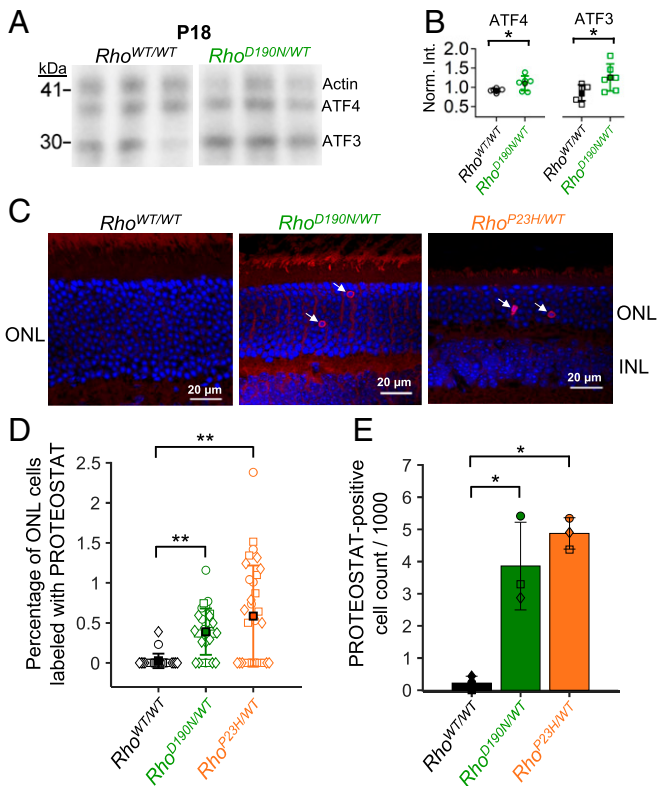 A
P18
Rho^WT/WT
Rho^D190N/WT
kDa
41
30
Actin
ATF4
ATF3
B
ATF4
ATF3
*
*
Norm. Int.
2.0
1.5
1.0
0.5
Rho^WT/WT
Rho^D190N/WT
Rho^WT/WT
Rho^D190N/WT
C
Rho^WT/WT
Rho^D190N/WT
Rho^P23H/WT
ONL
ONL
INL
20 µm
20 µm
20 µm
D
**
**
Percentage of ONL cells
labeled with PROTEOSTAT
2.5
2
1.5
1
0.5
0
Rho^WT/WT
Rho^D190N/WT
Rho^P23H/WT
E
*
*
PROTEOSTAT-positive
cell count / 1000
7
6
5
4
3
2
1
0
Rho^WT/WT
Rho^D190N/WT
Rho^P23H/WT